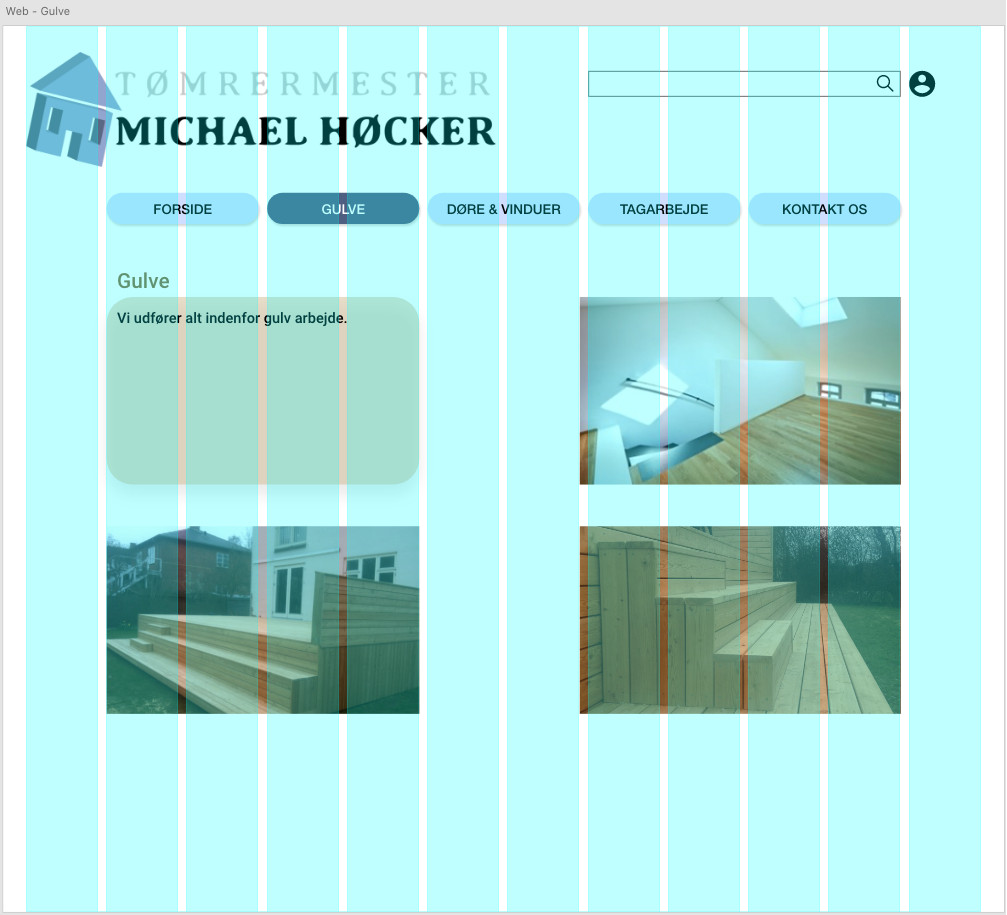 Web - Gulve
TØMRERMESTER
MICHAEL HØCKER
FORSIDE
GULVE
DØRE & VINDUER
TAGARBEJDE
KONTAKT OS
Gulve
Vi udfører alt indenfor gulv arbejde.